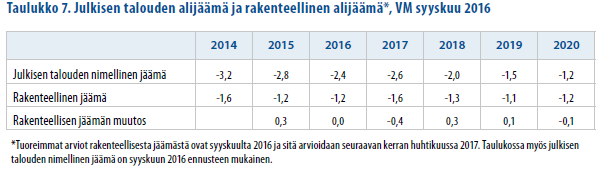 Taulukko 7. Julkisen talouden alijäämä ja rakenteellinen alijäämä*, VM syyskuu 2016
2014 2015 2016 2017 2018 2019 2020
Julkisen talouden nimellinen jäämä -3,2 -2,8 -2,4 -2,6 -2,0 -1,5 -1,2
Rakenteellinen jäämä -1,6 -1,2 -1,2 -1,6 -1,3 -1,1 -1,2
Rakenteellisen jäämän muutos 0,3 0,0 -0,4 0,3 0,1 -0,1
*Tuoreimmat arviot rakenteellisesta jäämästä ovat syyskuulta 2016 ja sitä arvioidaan seuraavan kerran huhtikuussa 2017. Taulukossa myös julkisen
talouden nimellinen jäämä on syyskuun 2016 ennusteen mukainen.